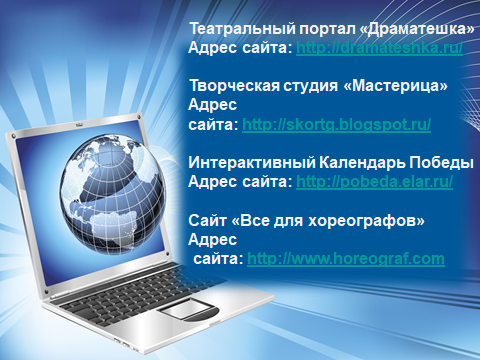 Театральный портал «Драматешка»
Адрес сайта: http://dramateshka.ru/
Творческая студия «Мастерица»
Адрес
сайта: http://skortg.blogspot.ru/
Интерактивный Календарь Победы
Адрес сайта: http://pobeda.elar.ru/
Сайт «Все для хореографов»
Адрес
сайта: http://www.horeograf.com